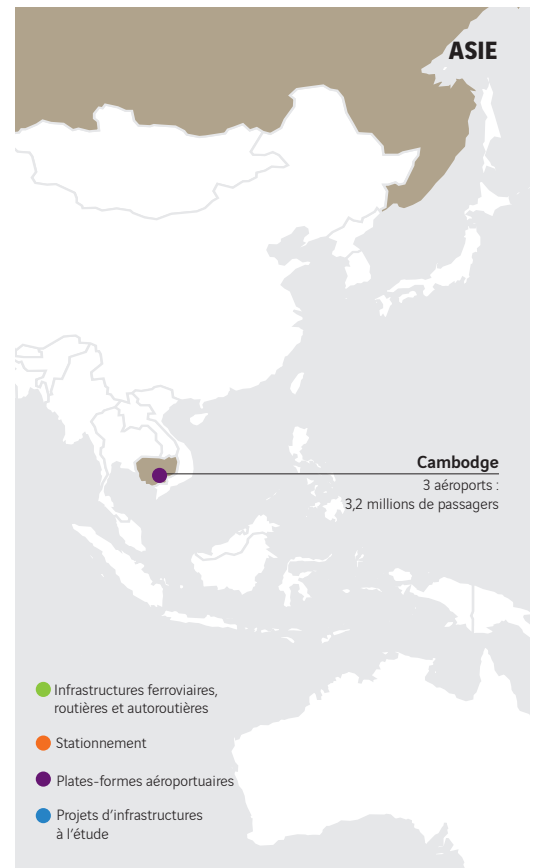 ASIE
Cambodge
3 aéroports :
3,2 millions de passagers
Infrastructures ferroviaires,
routières et autoroutières
Stationnement
Plates-formes aéroportuaires
Projets d’infrastructures
à l’étude